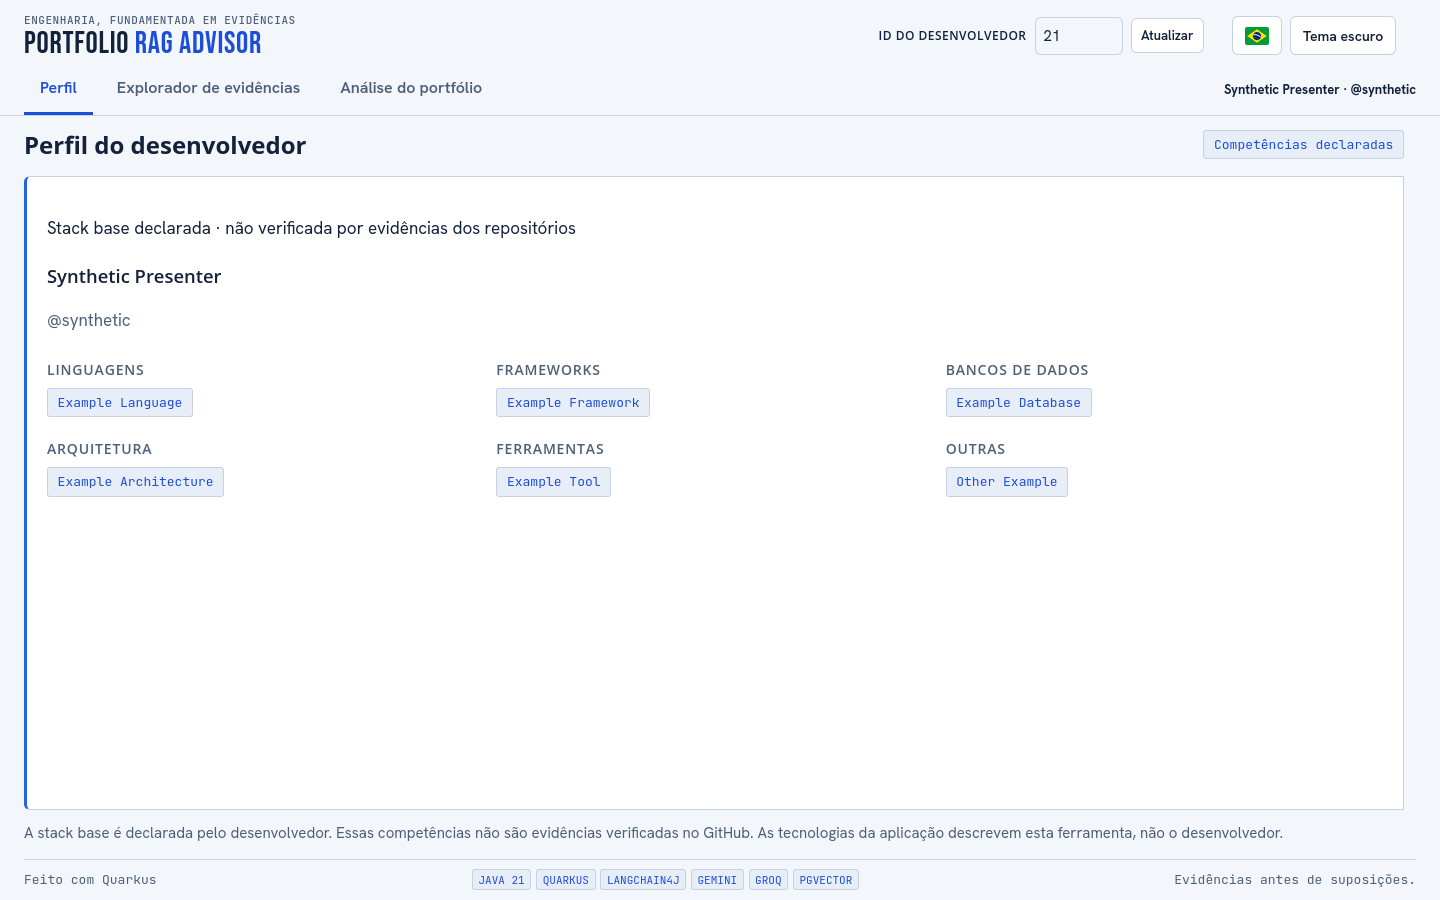 ENGENHARIA, FUNDAMENTADA EM EVIDÊNCIAS
PORTFOLIO RAG ADVISOR
ID DO DESENVOLVEDOR 21 Atualizar Tema escuro
Perfil Explorador de evidências Análise do portfólio Synthetic Presenter · @synthetic
Perfil do desenvolvedor Competências declaradas
Stack base declarada · não verificada por evidências dos repositórios
Synthetic Presenter
@synthetic
LINGUAGENS FRAMEWORKS BANCOS DE DADOS
Example Language Example Framework Example Database
ARQUITETURA FERRAMENTAS OUTRAS
Example Architecture Example Tool Other Example
A stack base é declarada pelo desenvolvedor. Essas competências não são evidências verificadas no GitHub. As tecnologias da aplicação descrevem esta ferramenta, não o desenvolvedor.
Feito com Quarkus JAVA 21 QUARKUS LANGCHAIN4J GEMINI GROQ PGVECTOR Evidências antes de suposições.